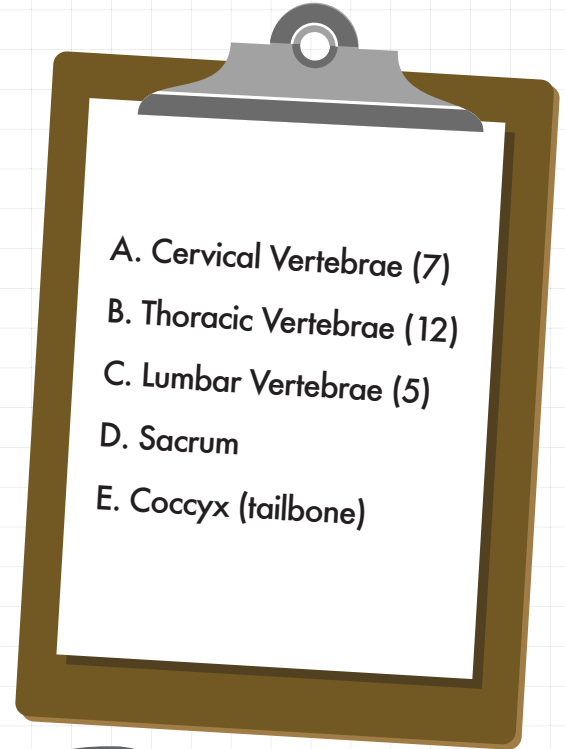 A. Cervical Vertebrae (7)
B. Thoracic Vertebrae (12)
C. Lumbar Vertebrae (5)
D. Sacrum
E. Coccyx (tailbone)